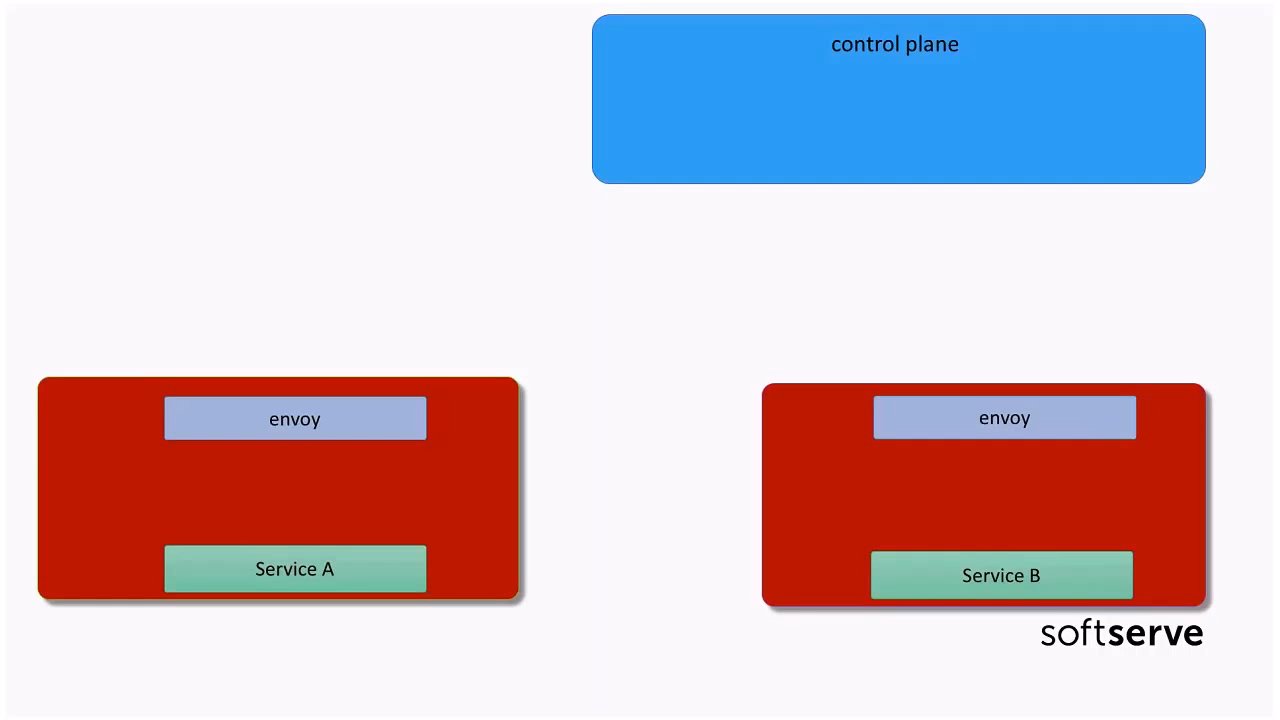 control plane
envoy
envoy
Service A
Service B
softserve